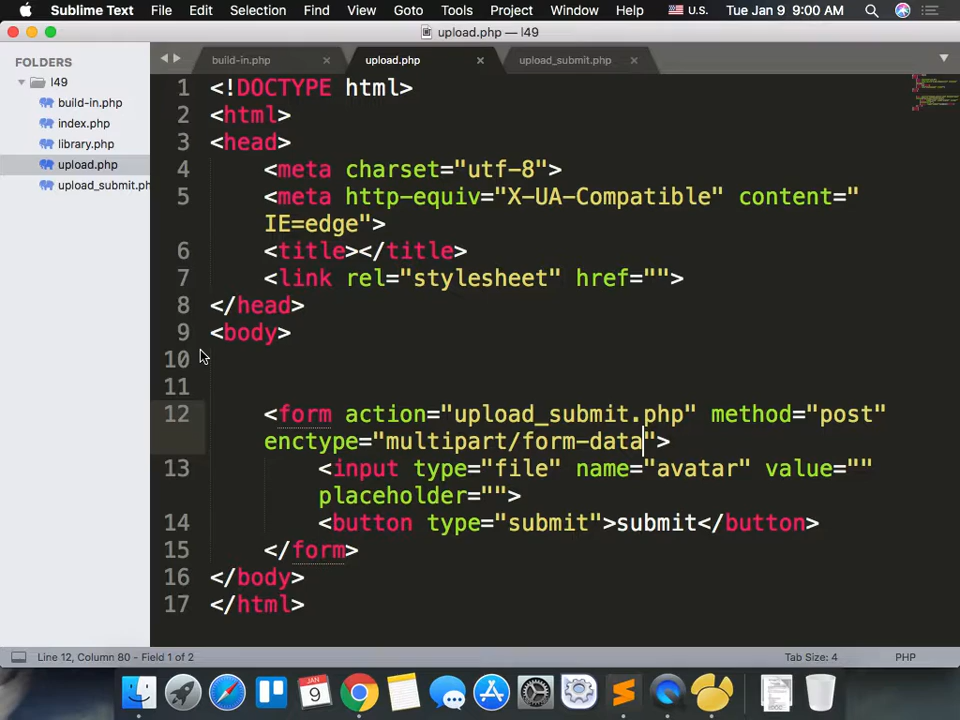 Sublime Text File Edit Selection Find View Goto Tools Project Window Help U.S. Tue Jan 9 9:00 AM
upload.php — l49
FOLDERS
l49
build-in.php
index.php
library.php
upload.php
upload_submit.ph
build-in.php × upload.php × upload_submit.php ×
1 <!DOCTYPE html>
2 <html>
3 <head>
4 <meta charset="utf-8">
5 <meta http-equiv="X-UA-Compatible" content="
IE=edge">
6 <title></title>
7 <link rel="stylesheet" href="">
8 </head>
9 <body>
10
11
12 <form action="upload_submit.php" method="post"
enctype="multipart/form-data">
13 <input type="file" name="avatar" value=""
placeholder="">
14 <button type="submit">submit</button>
15 </form>
16 </body>
17 </html>
Line 12, Column 80 - Field 1 of 2 Tab Size: 4 PHP
JAN
9